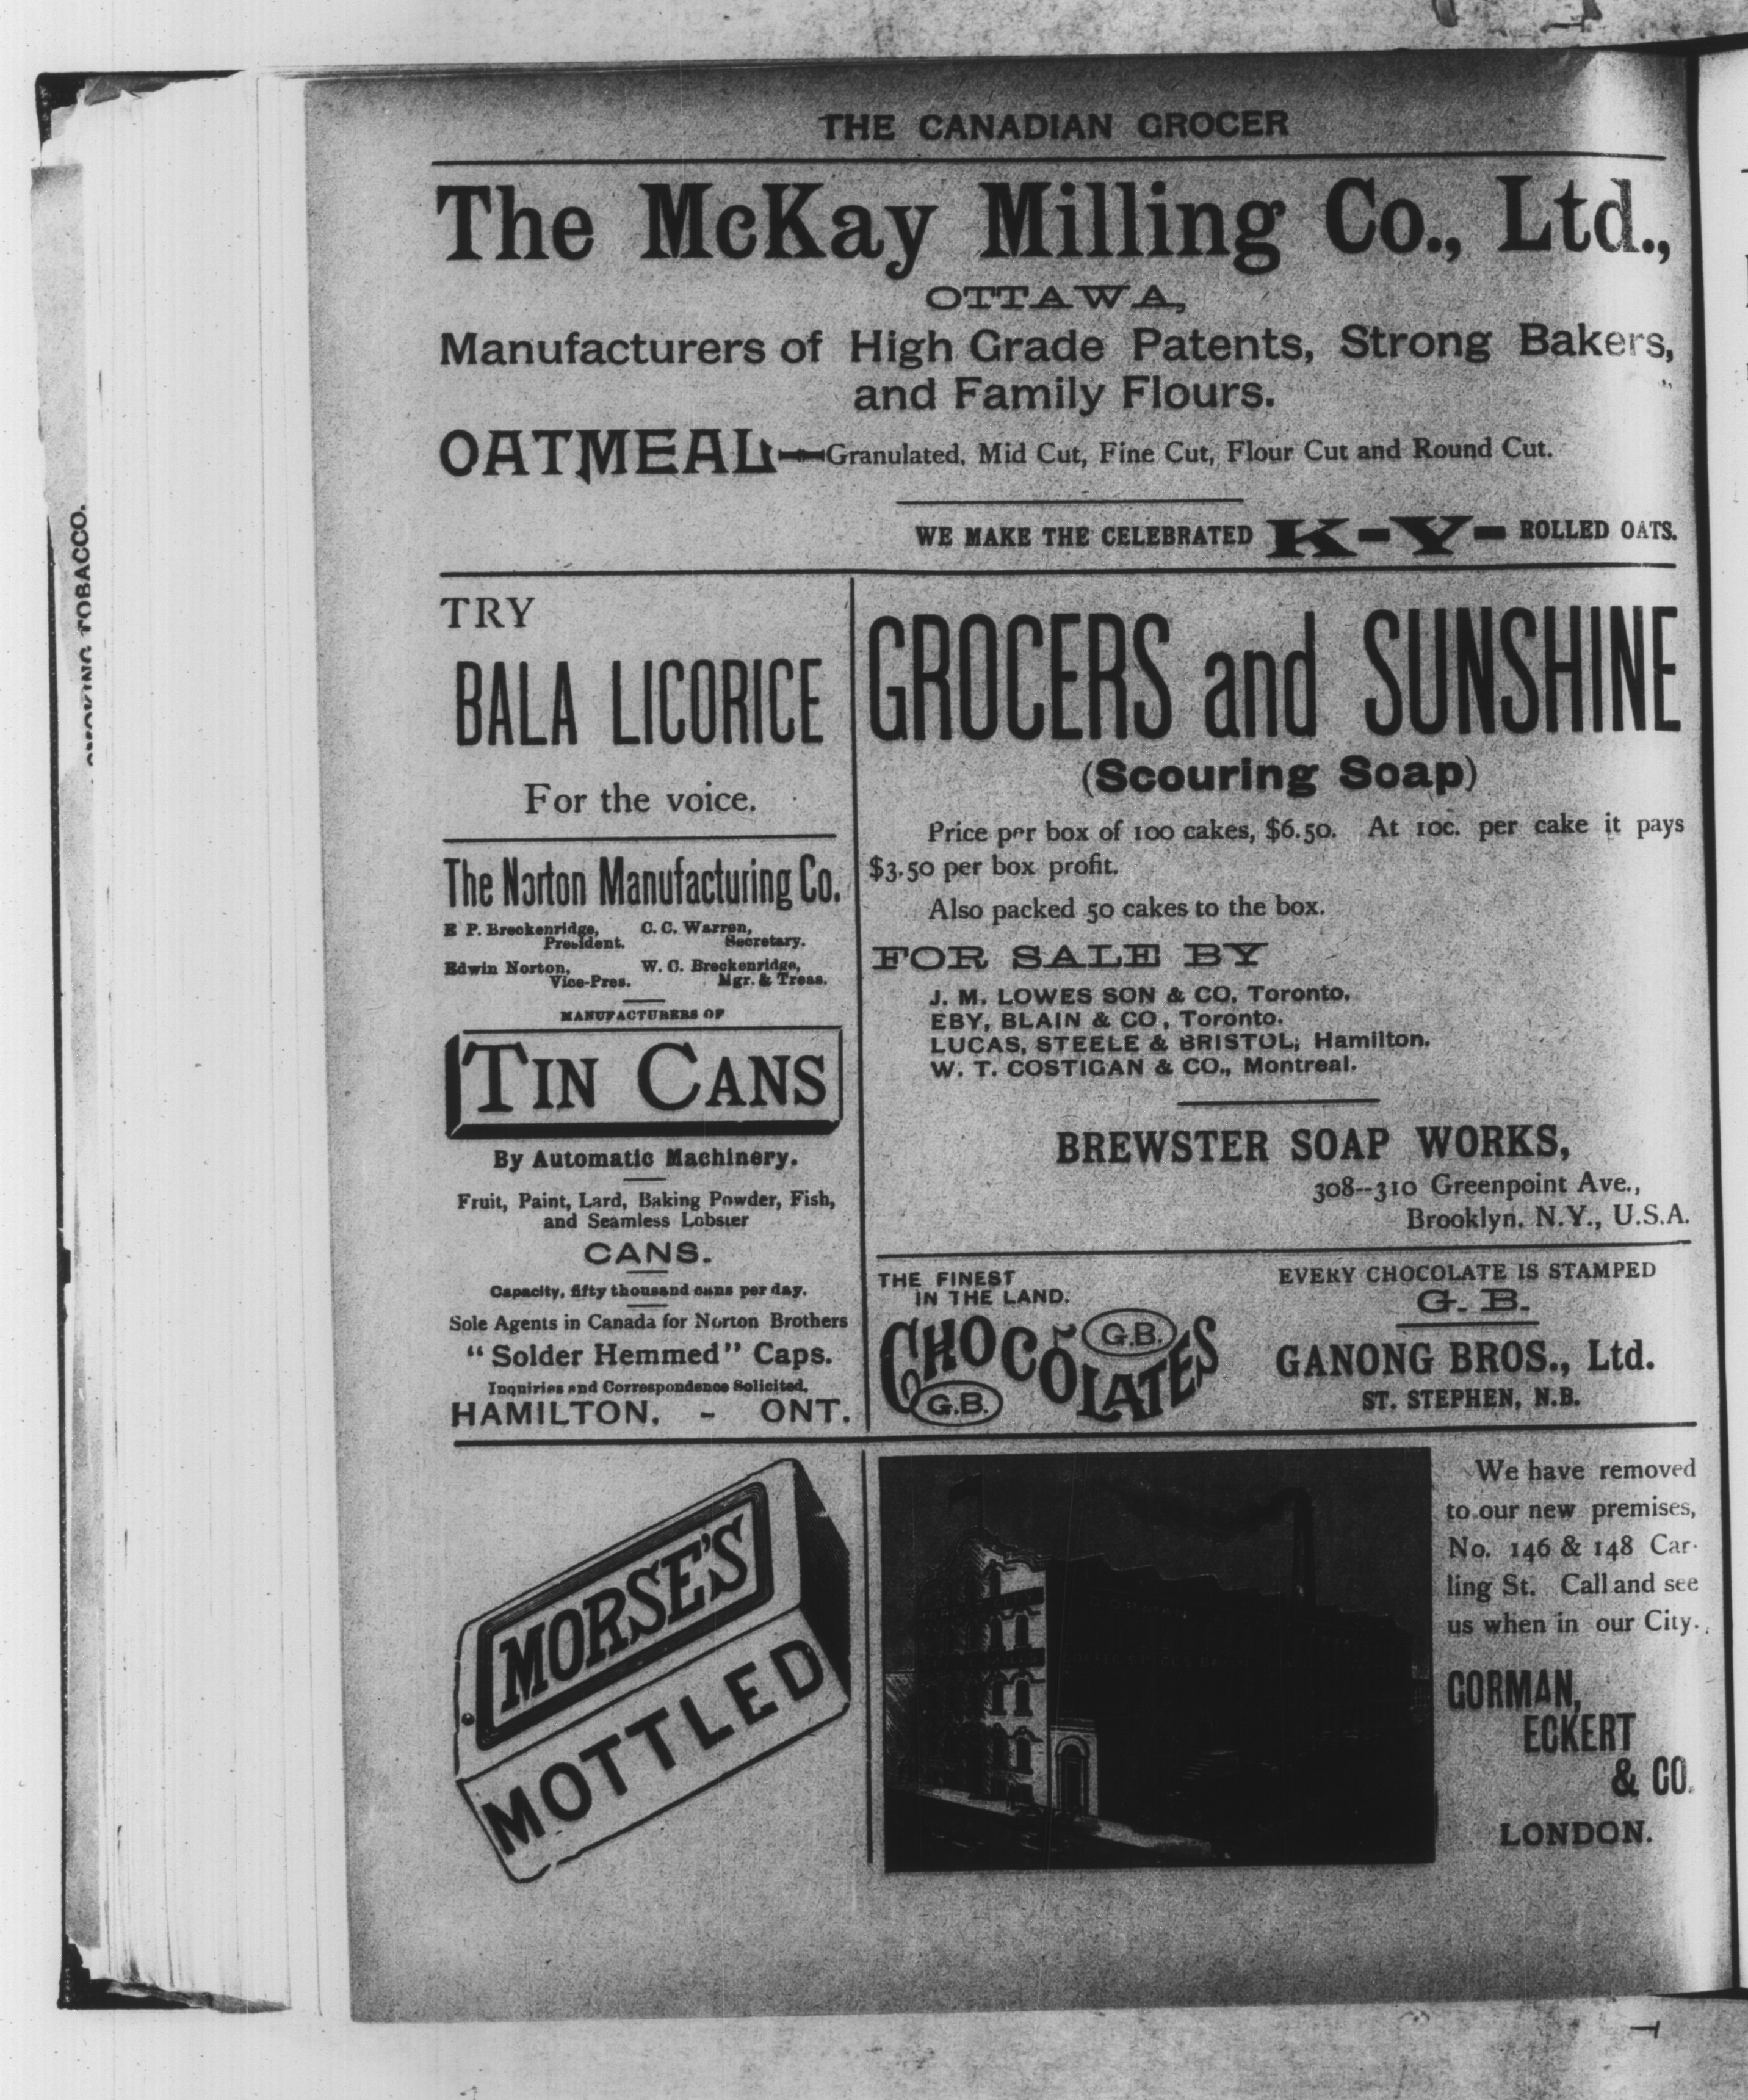 THE CANADIAN GROCER
The McKay Milling Co., Ltd.,
OTTAWA,
Manufacturers of High Grade Patents, Strong Bakers,
and Family Flours.
OATMEAL—Granulated, Mid Cut, Fine Cut, Flour Cut and Round Cut.
WE MAKE THE CELEBRATED K-Y- ROLLED OATS.
TRY
BALA LICORICE
For the voice.
The Norton Manufacturing Co.
E P. Breckenridge, President.
C. C. Warren, Secretary.
Edwin Norton, Vice-Pres.
W. C. Breckenridge, Mgr. & Treas.
MANUFACTURERS OF
TIN CANS
By Automatic Machinery.
Fruit, Paint, Lard, Baking Powder, Fish,
and Seamless Lobster
CANS.
Capacity, fifty thousand cans per day.
Sole Agents in Canada for Norton Brothers
"Solder Hemmed" Caps.
Inquiries and Correspondence Solicited.
HAMILTON, - ONT.
GROCERS and SUNSHINE
(Scouring Soap)
Price per box of 100 cakes, $6.50. At 10c. per cake it pays
$3.50 per box profit.
Also packed 50 cakes to the box.
FOR SALE BY
J. M. LOWES SON & CO. Toronto.
EBY, BLAIN & CO, Toronto.
LUCAS, STEELE & BRISTOL, Hamilton.
W. T. COSTIGAN & CO., Montreal.
BREWSTER SOAP WORKS,
308--310 Greenpoint Ave.,
Brooklyn. N.Y., U.S.A.
THE FINEST
IN THE LAND.
G.B.
CHOCOLATES
G.B.
EVERY CHOCOLATE IS STAMPED
G. B.
GANONG BROS., Ltd.
ST. STEPHEN, N.B.
MORSE'S
MOTTLED
We have removed
to our new premises,
No. 146 & 148 Car-
ling St. Call and see
us when in our City.
GORMAN,
ECKERT
& CO.
LONDON.
TOBACCO.